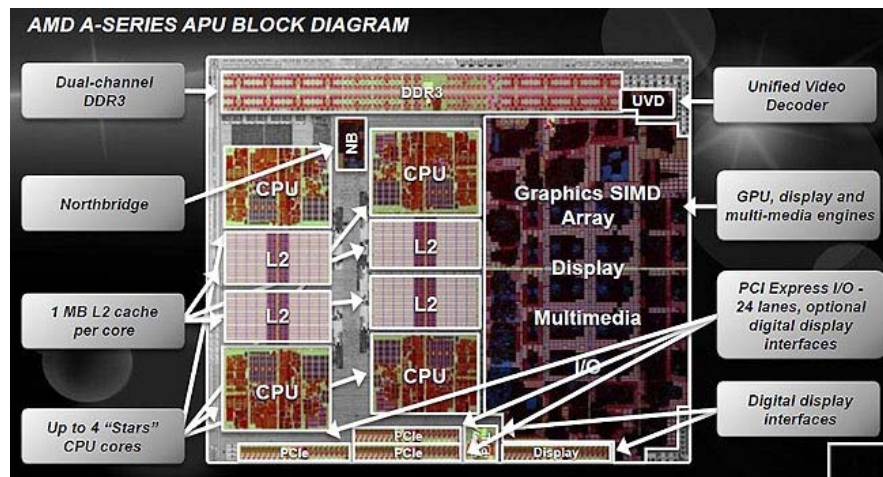 AMD A-SERIES APU BLOCK DIAGRAM
Dual-channel
DDR3
Northbridge
1 MB L2 cache
per core
Up to 4 “Stars”
CPU cores
DDR3
UVD
NB
CPU
CPU
L2
L2
L2
L2
CPU
CPU
Graphics SIMD
Array
Display
Multimedia
I/O
PCIe
PCIe
PCIe
Display
Unified Video
Decoder
GPU, display and
multi-media engines
PCI Express I/O -
24 lanes, optional
digital display
interfaces
Digital display
interfaces